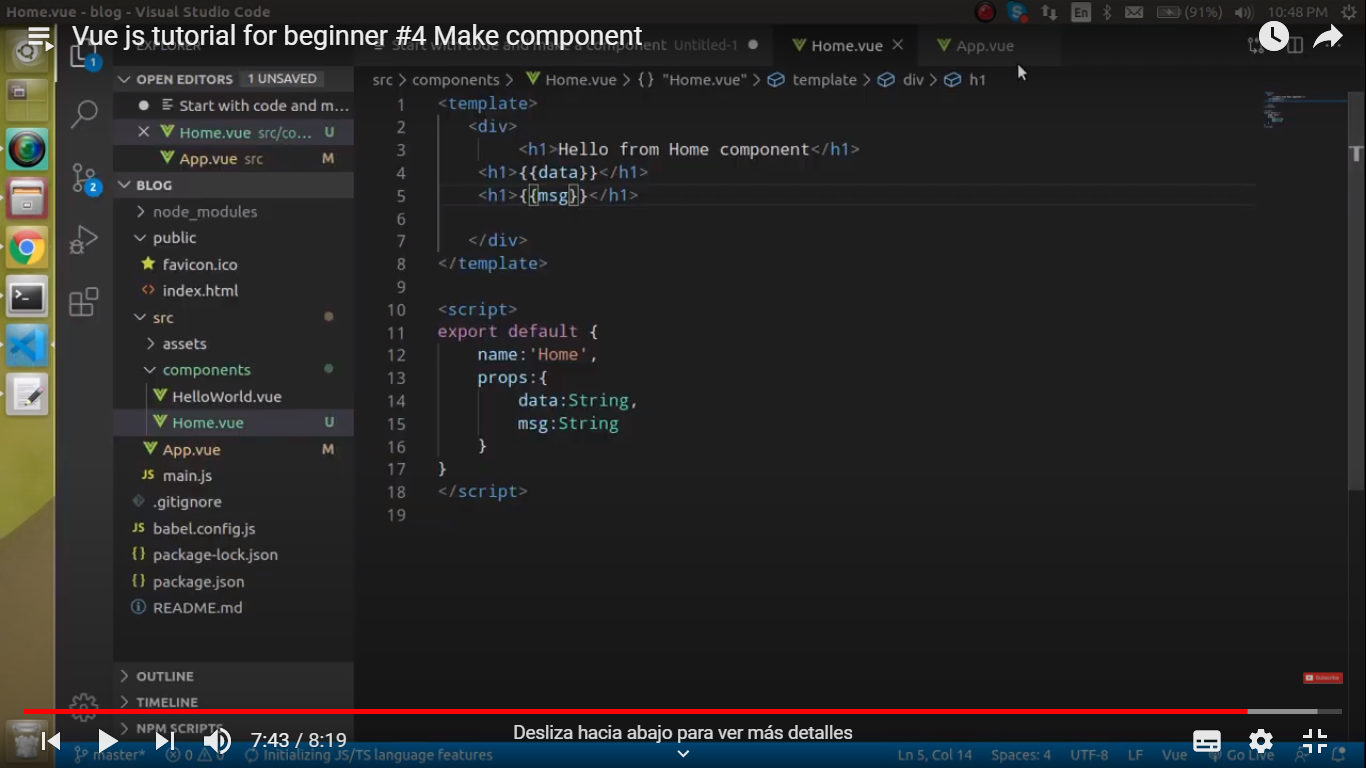 Home.vue - blog - Visual Studio Code
En (91%) 10:48 PM
Vue js tutorial for beginner #4 Make component
EXPLORER
Start with code and make a component Untitled-1
Home.vue
App.vue
1
OPEN EDITORS 1 UNSAVED
src > components > Home.vue > {} "Home.vue" > template > div > h1
Start with code and m...
Home.vue src/co... U
App.vue src M
BLOG
2
node_modules
public
favicon.ico
index.html
src
assets
components
HelloWorld.vue
Home.vue U
App.vue M
JS main.js
.gitignore
JS babel.config.js
{} package-lock.json
{} package.json
README.md
OUTLINE
TIMELINE
NPM SCRIPTS
1 <template>
2 <div>
3 <h1>Hello from Home component</h1>
4 <h1>{{data}}</h1>
5 <h1>{{msg}}</h1>
6
7 </div>
8 </template>
9
10 <script>
11 export default {
12 name:'Home',
13 props:{
14 data:String,
15 msg:String
16 }
17 }
18 </script>
19
Subscribe
7:43 / 8:19
Desliza hacia abajo para ver más detalles
master* 0 0 Initializing JS/TS language features
Ln 5, Col 14 Spaces: 4 UTF-8 LF Vue Go Live